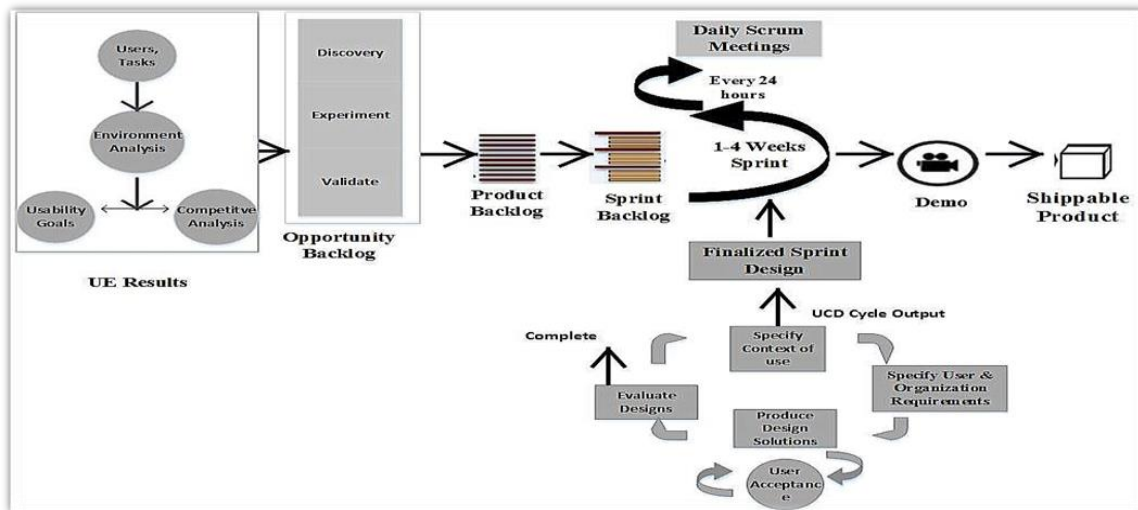 Users,
Tasks
Environment
Analysis
Usability
Goals
Competitve
Analysis
UE Results
Discovery
Experiment
Validate
Opportunity
Backlog
Product
Backlog
Sprint
Backlog
Daily Scrum
Meetings
Every 24
hours
1-4 Weeks
Sprint
Demo
Shippable
Product
Finalized Sprint
Design
UCD Cycle Output
Complete
Specify
Context of
use
Specify User &
Organization
Requirements
Evaluate
Designs
Produce
Design
Solutions
User
Acceptanc
e